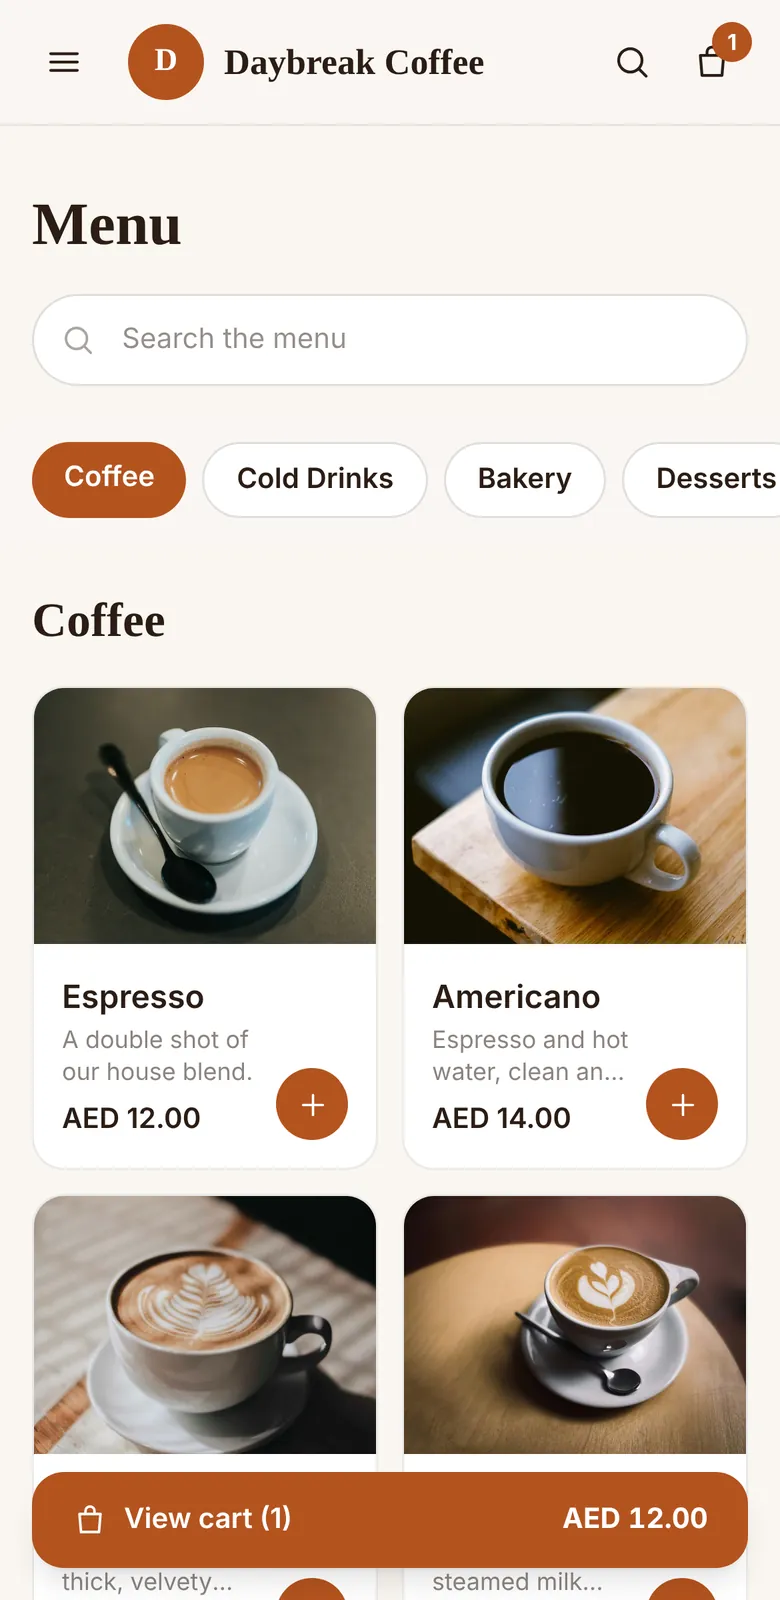 D
Daybreak Coffee
1
Menu
Search the menu
Coffee
Cold Drinks
Bakery
Desserts
Coffee
Espresso
A double shot of
our house blend.
AED 12.00
Americano
Espresso and hot
water, clean an...
AED 14.00
View cart (1)
AED 12.00
thick, velvety...
steamed milk...